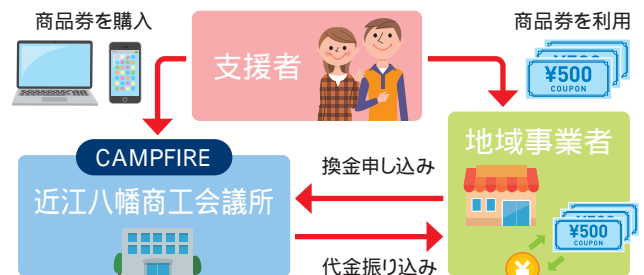 商品券を購入
支援者
商品券を利用
¥500
COUPON
CAMPFIRE
近江八幡商工会議所
換金申し込み
代金振り込み
地域事業者
¥500
COUPON
¥